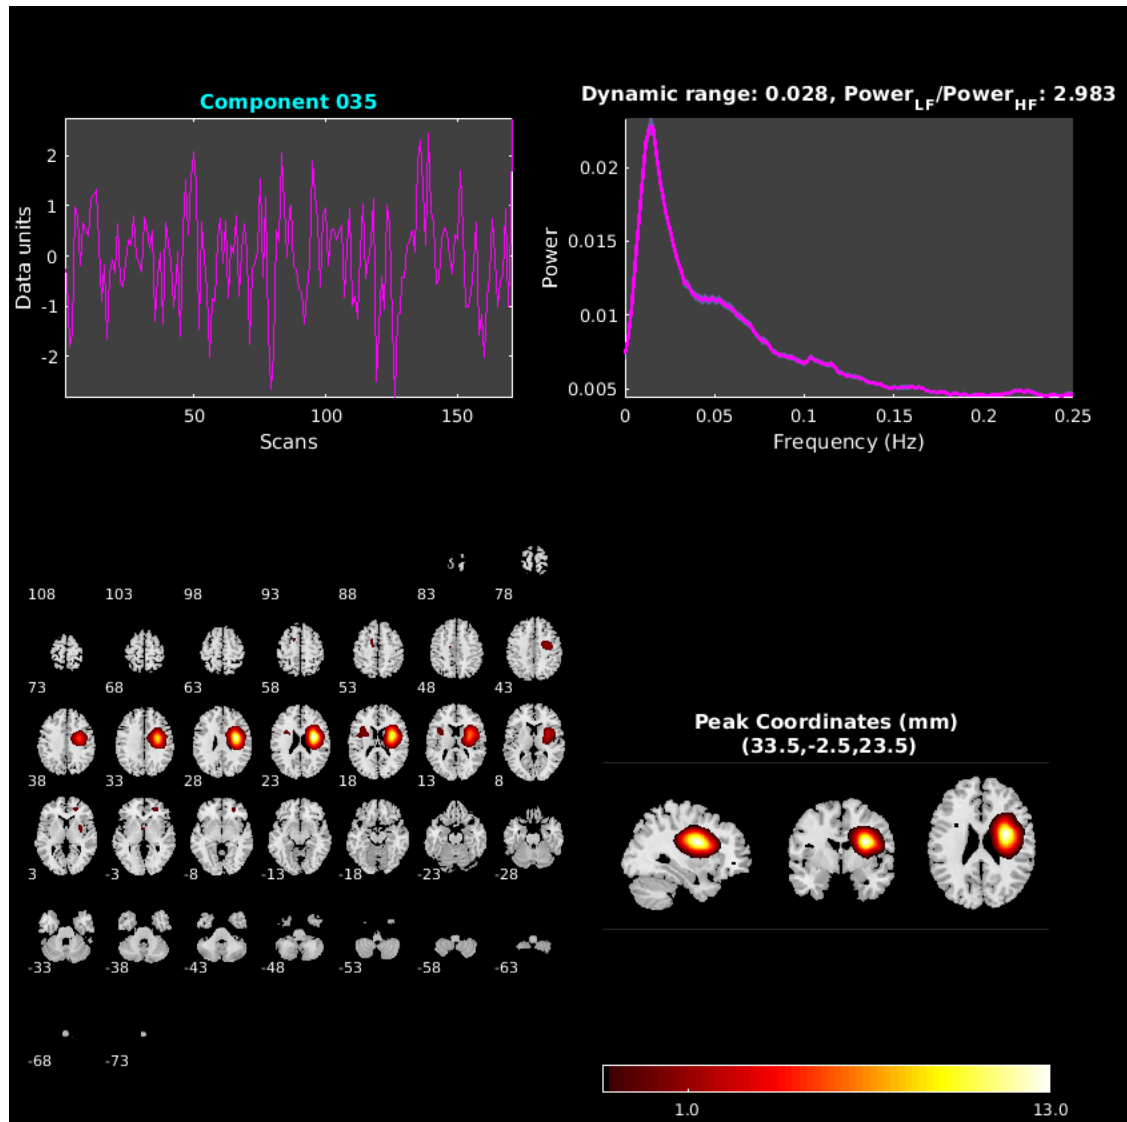 Component 035
Data units
2
1
0
-1
-2
50
100
150
Scans
Dynamic range: 0.028, Power_LF/Power_HF: 2.983
Power
0.02
0.015
0.01
0.005
0
0.05
0.1
0.15
0.2
0.25
Frequency (Hz)
108 103 98 93 88 83 78
73 68 63 58 53 48 43
38 33 28 23 18 13 8
3 -3 -8 -13 -18 -23 -28
-33 -38 -43 -48 -53 -58 -63
-68 -73
Peak Coordinates (mm)
(33.5,-2.5,23.5)
1.0 13.0